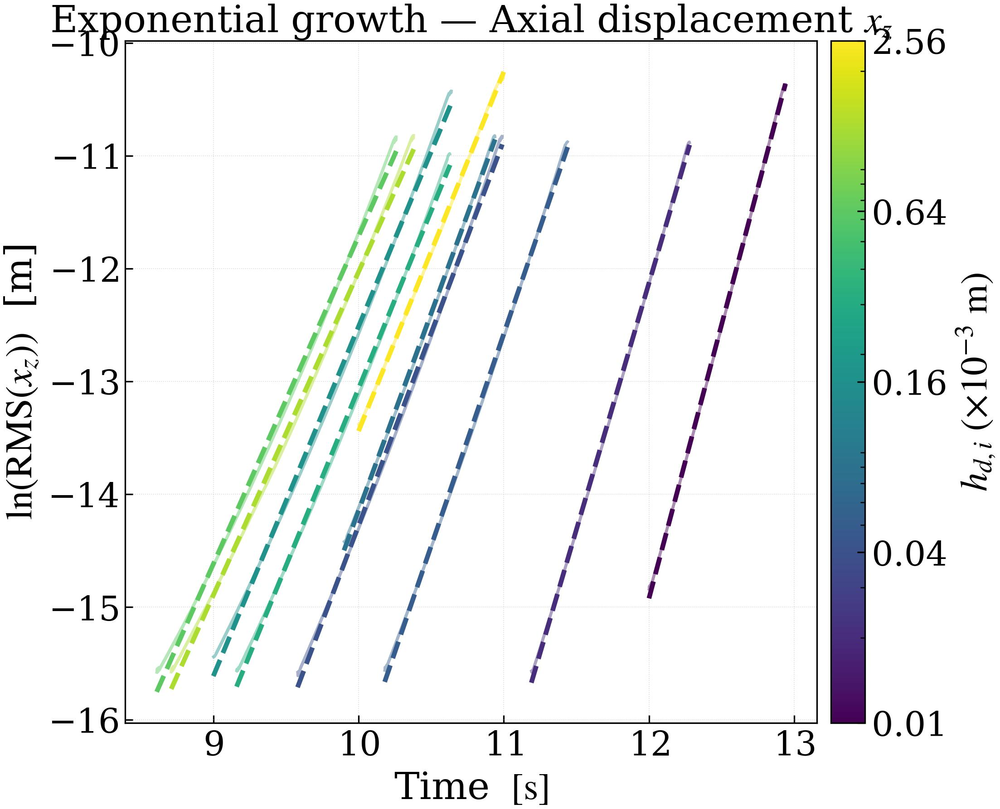 Exponential growth — Axial displacement x_z
−10
−11
−12
−13
−14
−15
−16
ln(RMS(x_z)) [m]
9 10 11 12 13
Time [s]
2.56
0.64
0.16
0.04
0.01
h_{d,i} (×10^{−3} m)